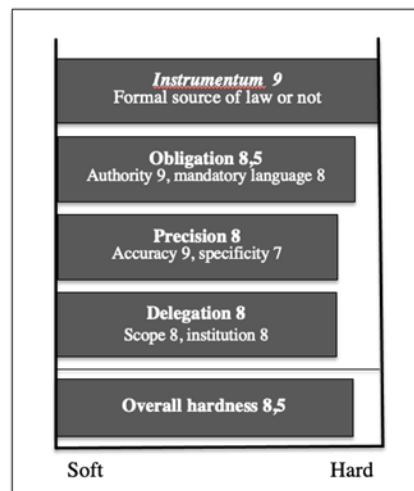 Instrumentum 9
Formal source of law or not
Obligation 8,5
Authority 9, mandatory language 8
Precision 8
Accuracy 9, specificity 7
Delegation 8
Scope 8, institution 8
Overall hardness 8,5
Soft Hard